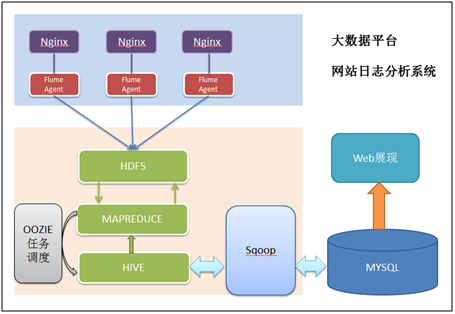 Nginx
Nginx
Nginx
大数据平台
网站日志分析系统
Flume
Agent
Flume
Agent
Flume
Agent
HDFS
Web展现
MAPREDUCE
OOZIE
任务
调度
HIVE
Sqoop
MYSQL